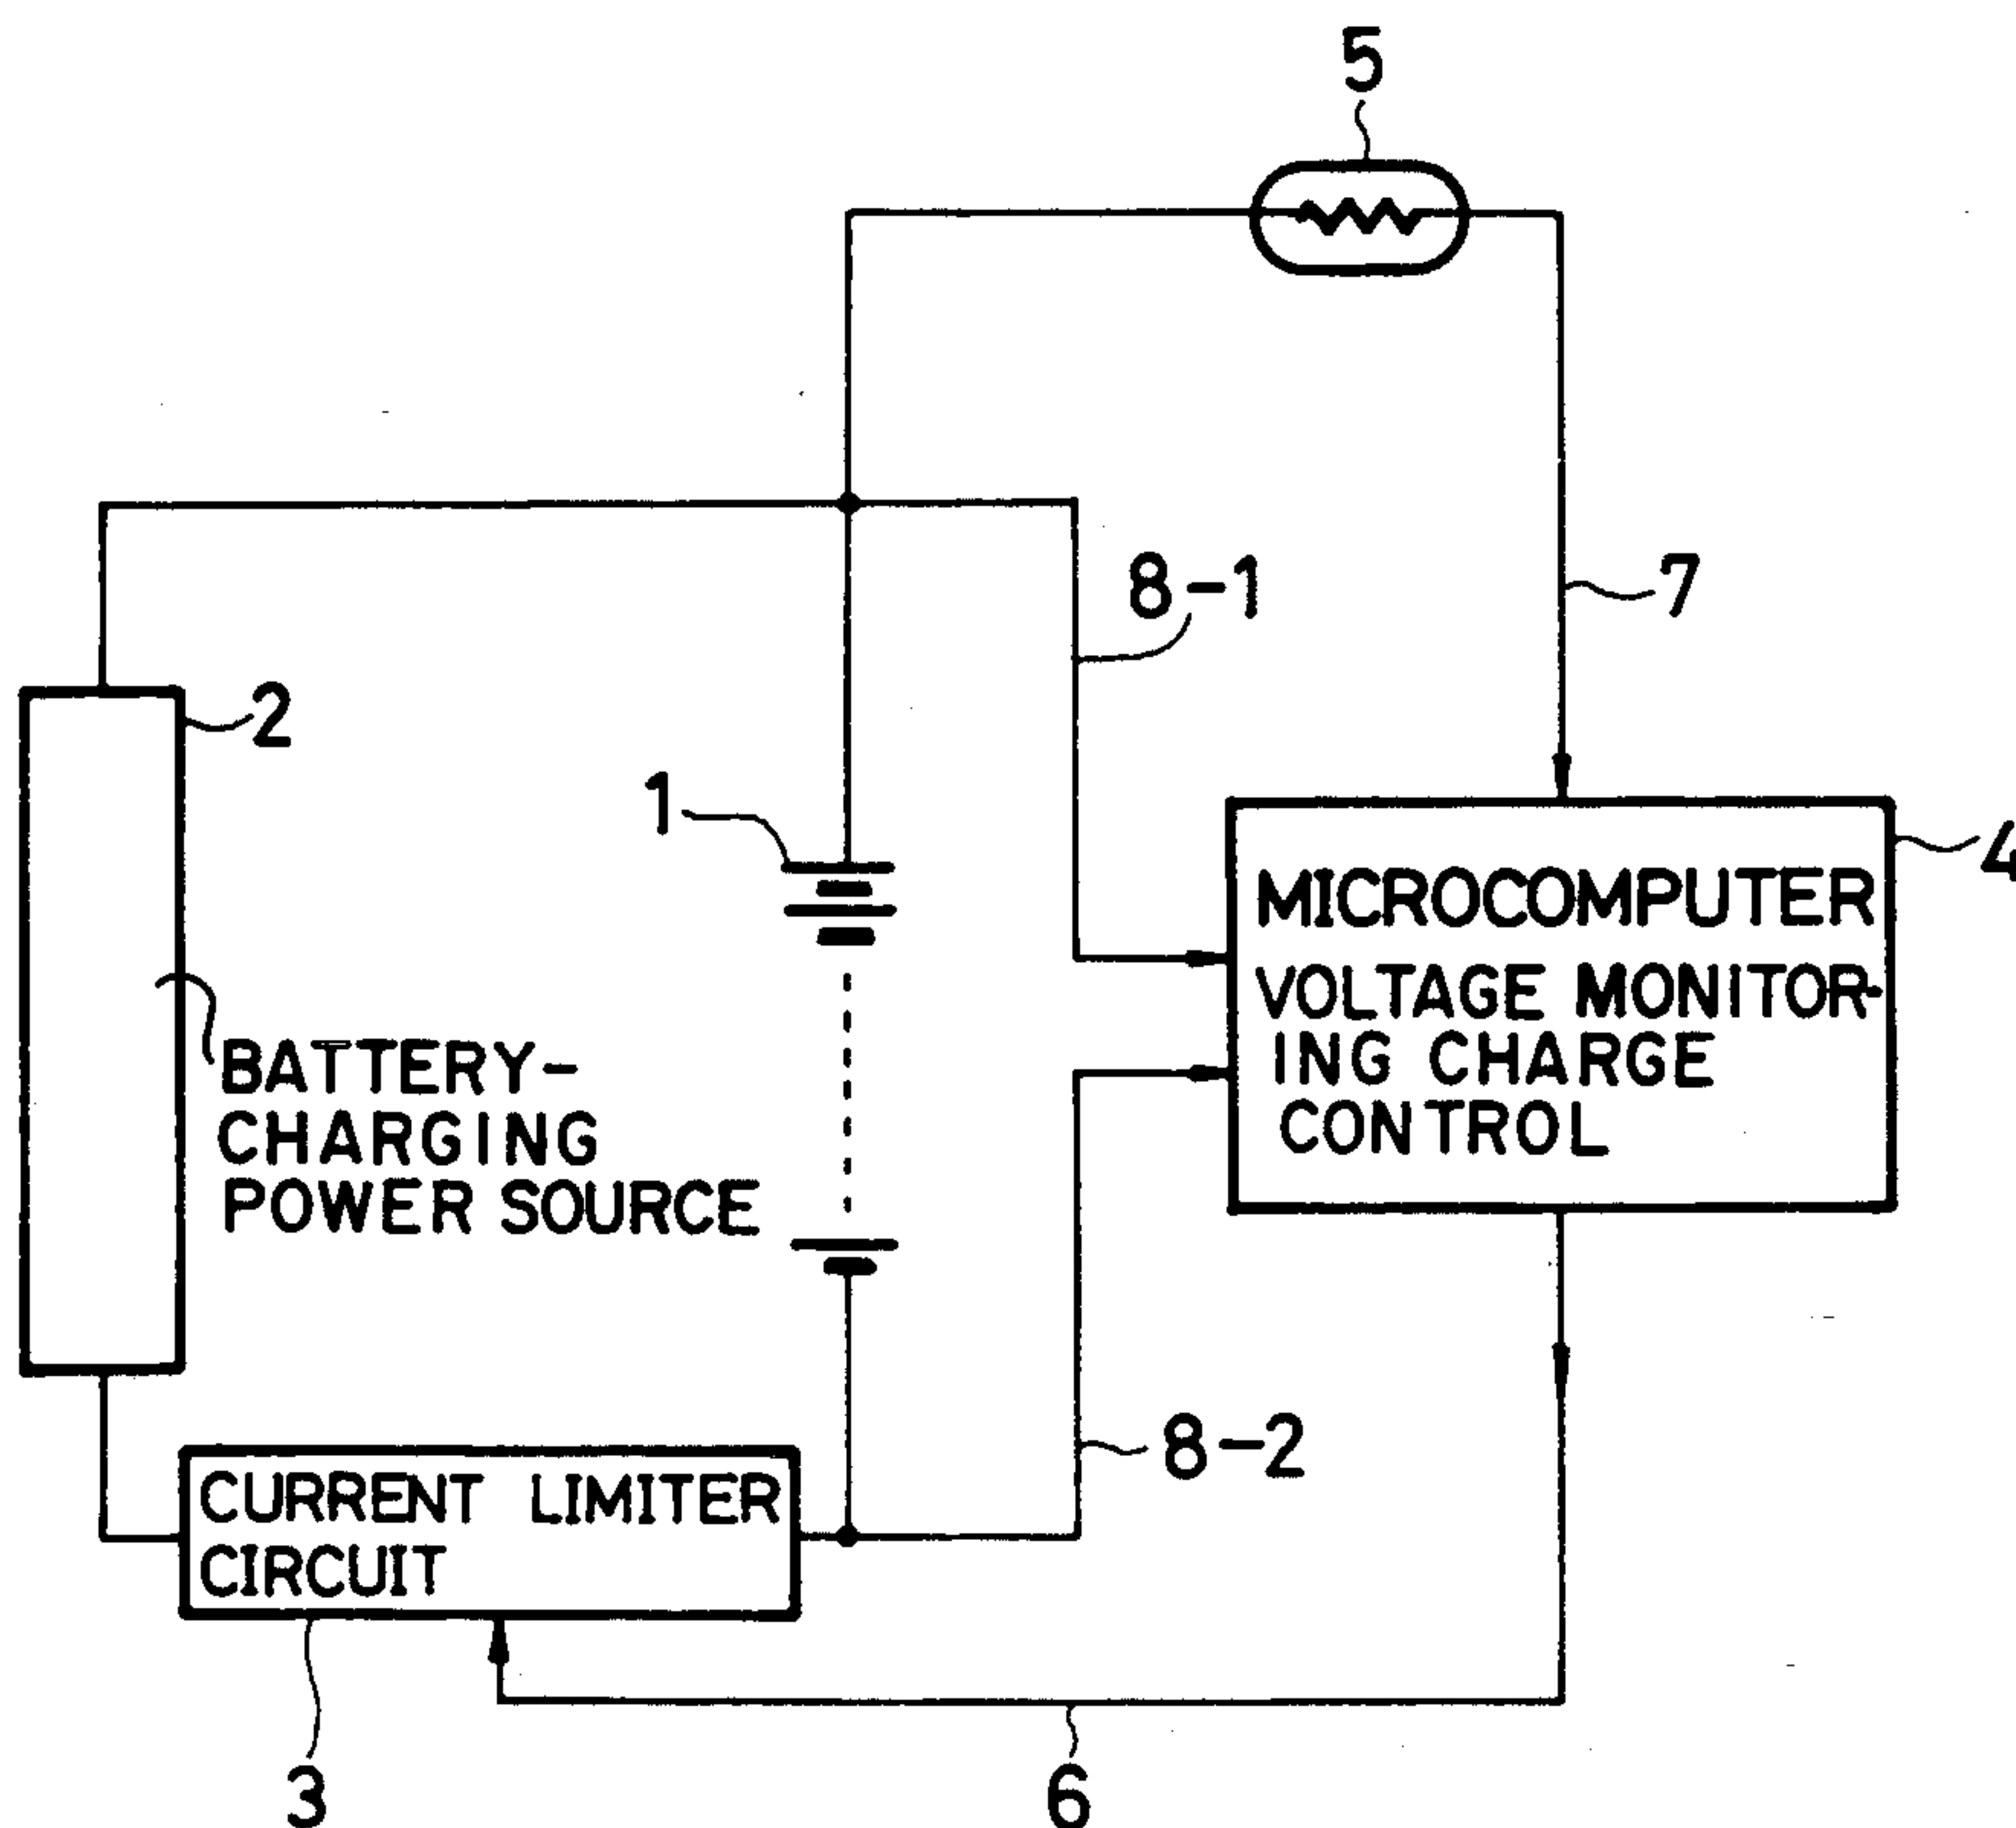 5
8-1
7
2
1
4
MICROCOMPUTER
VOLTAGE MONITOR-
ING CHARGE
CONTROL
BATTERY-
CHARGING
POWER SOURCE
8-2
CURRENT LIMITER
CIRCUIT
3
6